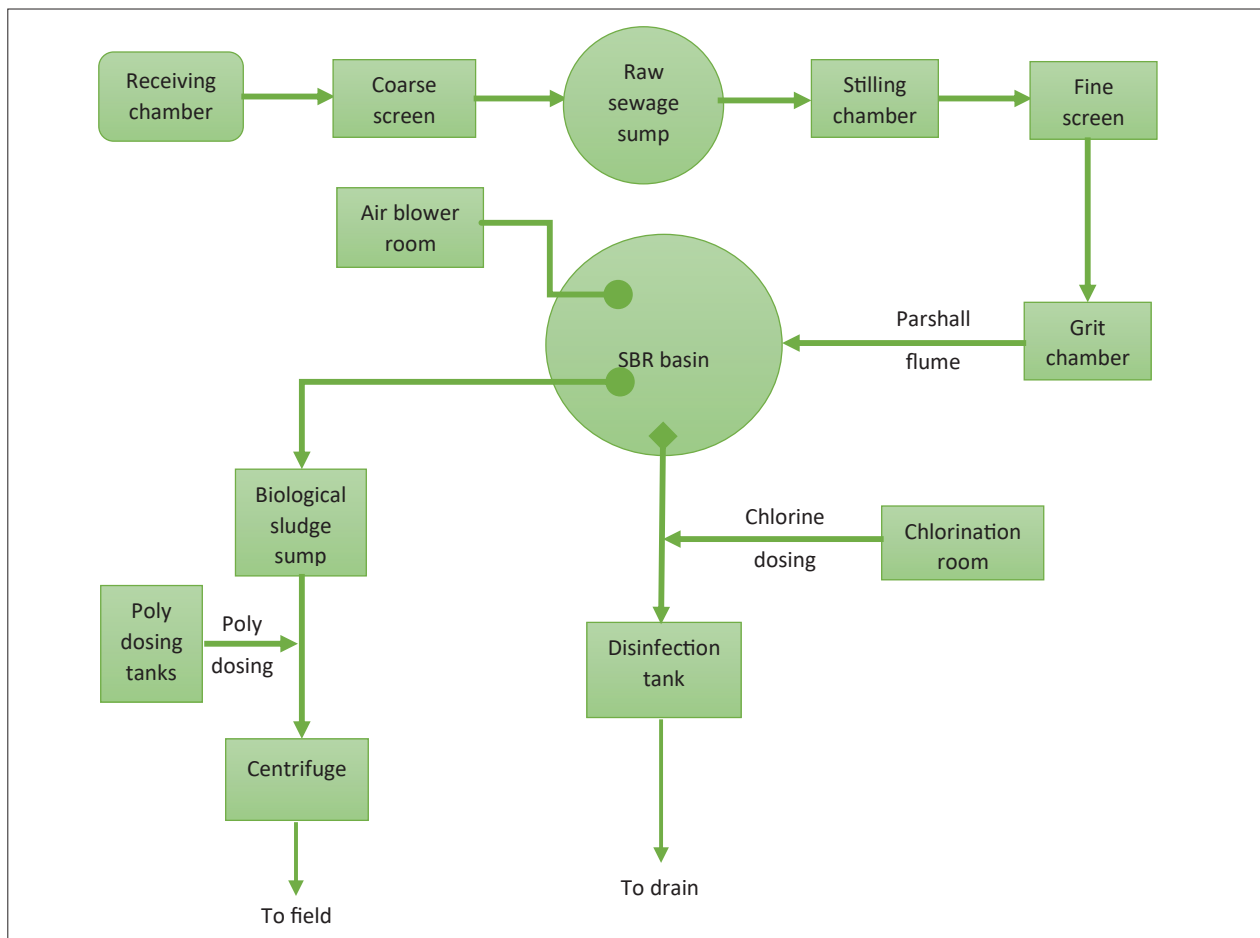 Receiving
chamber
Coarse
screen
Raw
sewage
sump
Stilling
chamber
Fine
screen
Air blower
room
Parshall
flume
Grit
chamber
SBR basin
Biological
sludge
sump
Chlorine
dosing
Chlorination
room
Poly
dosing
tanks
Poly
dosing
Disinfection
tank
Centrifuge
To drain
To field